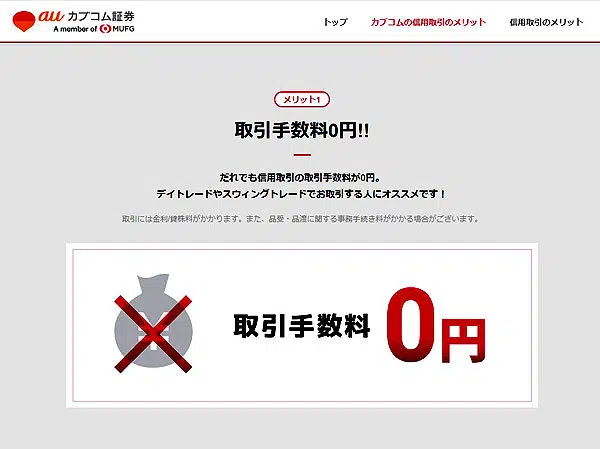 au カブコム証券
A member of MUFG
トップ
カブコムの信用取引のメリット
信用取引のメリット
メリット1
取引手数料0円!!
だれでも信用取引の取引手数料が0円。
デイトレードやスウィングトレードでお取引する人にオススメです！
取引には金利/貸株料がかかります。また、品受・品渡に関する事務手続き料がかかる場合がございます。
¥
取引手数料 0円